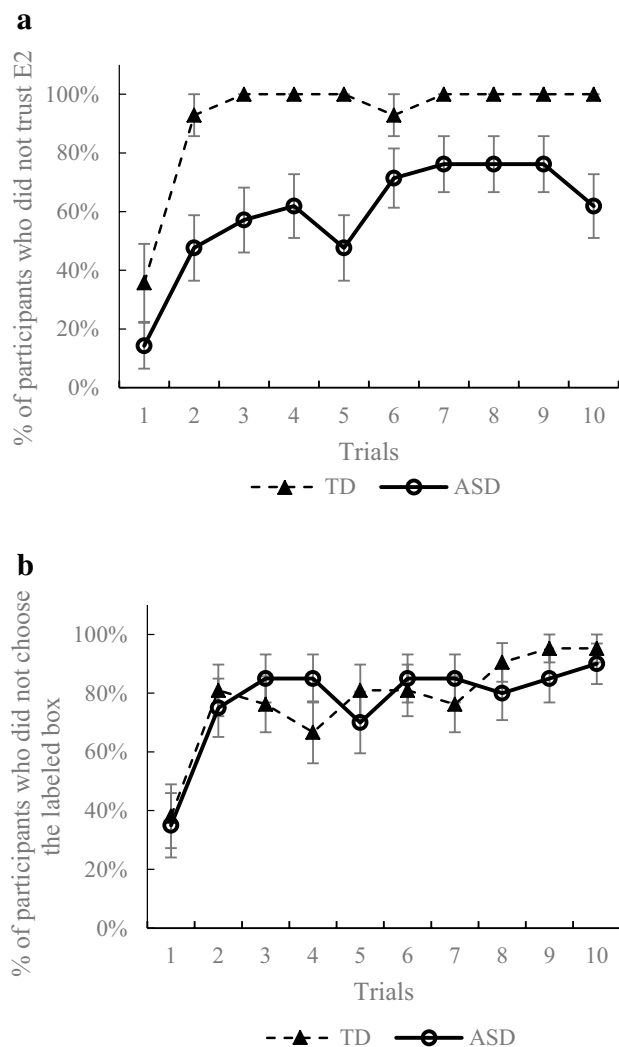 a
% of participants who did not trust E2
100%
80%
60%
40%
20%
0%
1 2 3 4 5 6 7 8 9 10
Trials
TD ASD
b
% of participants who did not choose
the labeled box
100%
80%
60%
40%
20%
0%
1 2 3 4 5 6 7 8 9 10
Trials
TD ASD